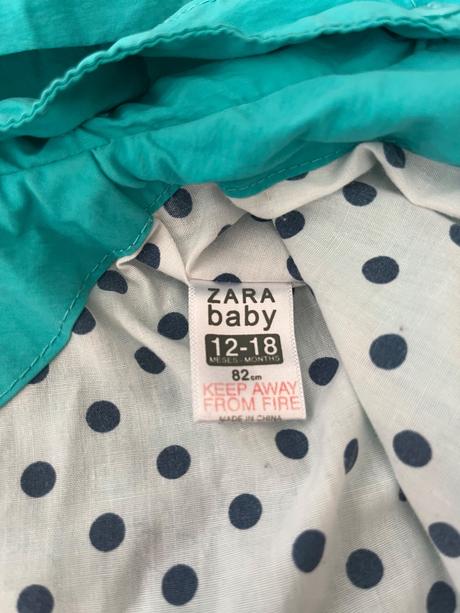 ZARA
baby
12-18
MESES-MONTHS
82cm
KEEP AWAY
FROM FIRE
MADE IN CHINA